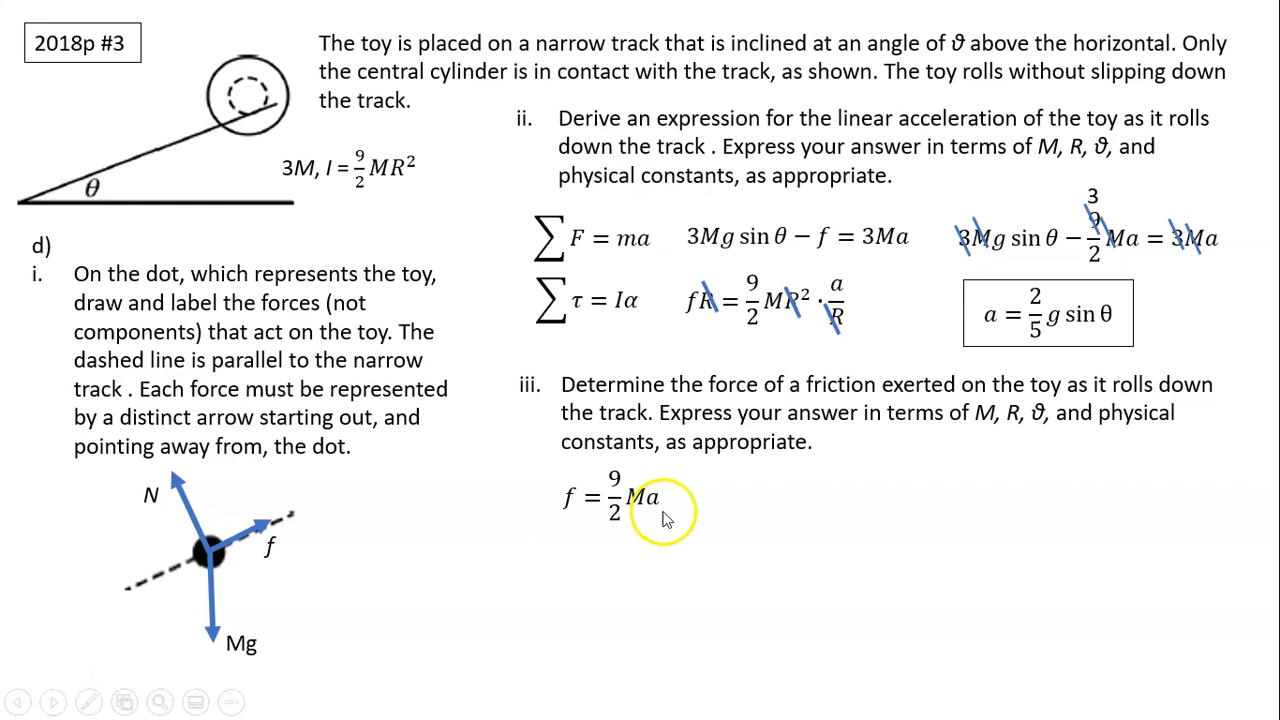 2018p #3
The toy is placed on a narrow track that is inclined at an angle of ϑ above the horizontal. Only
the central cylinder is in contact with the track, as shown. The toy rolls without slipping down
the track.
θ
3M, I = 9/2 MR²
d)
i. On the dot, which represents the toy,
draw and label the forces (not
components) that act on the toy. The
dashed line is parallel to the narrow
track . Each force must be represented
by a distinct arrow starting out, and
pointing away from, the dot.
N
f
Mg
ii. Derive an expression for the linear acceleration of the toy as it rolls
down the track . Express your answer in terms of M, R, ϑ, and
physical constants, as appropriate.
∑ F = ma
3Mg sin θ − f = 3Ma
3
3Mg sin θ − 9/2 Ma = 3Ma
∑ τ = Iα
fR = 9/2 MR² · a/R
a = 2/5 g sin θ
iii. Determine the force of a friction exerted on the toy as it rolls down
the track. Express your answer in terms of M, R, ϑ, and physical
constants, as appropriate.
f = 9/2 Ma